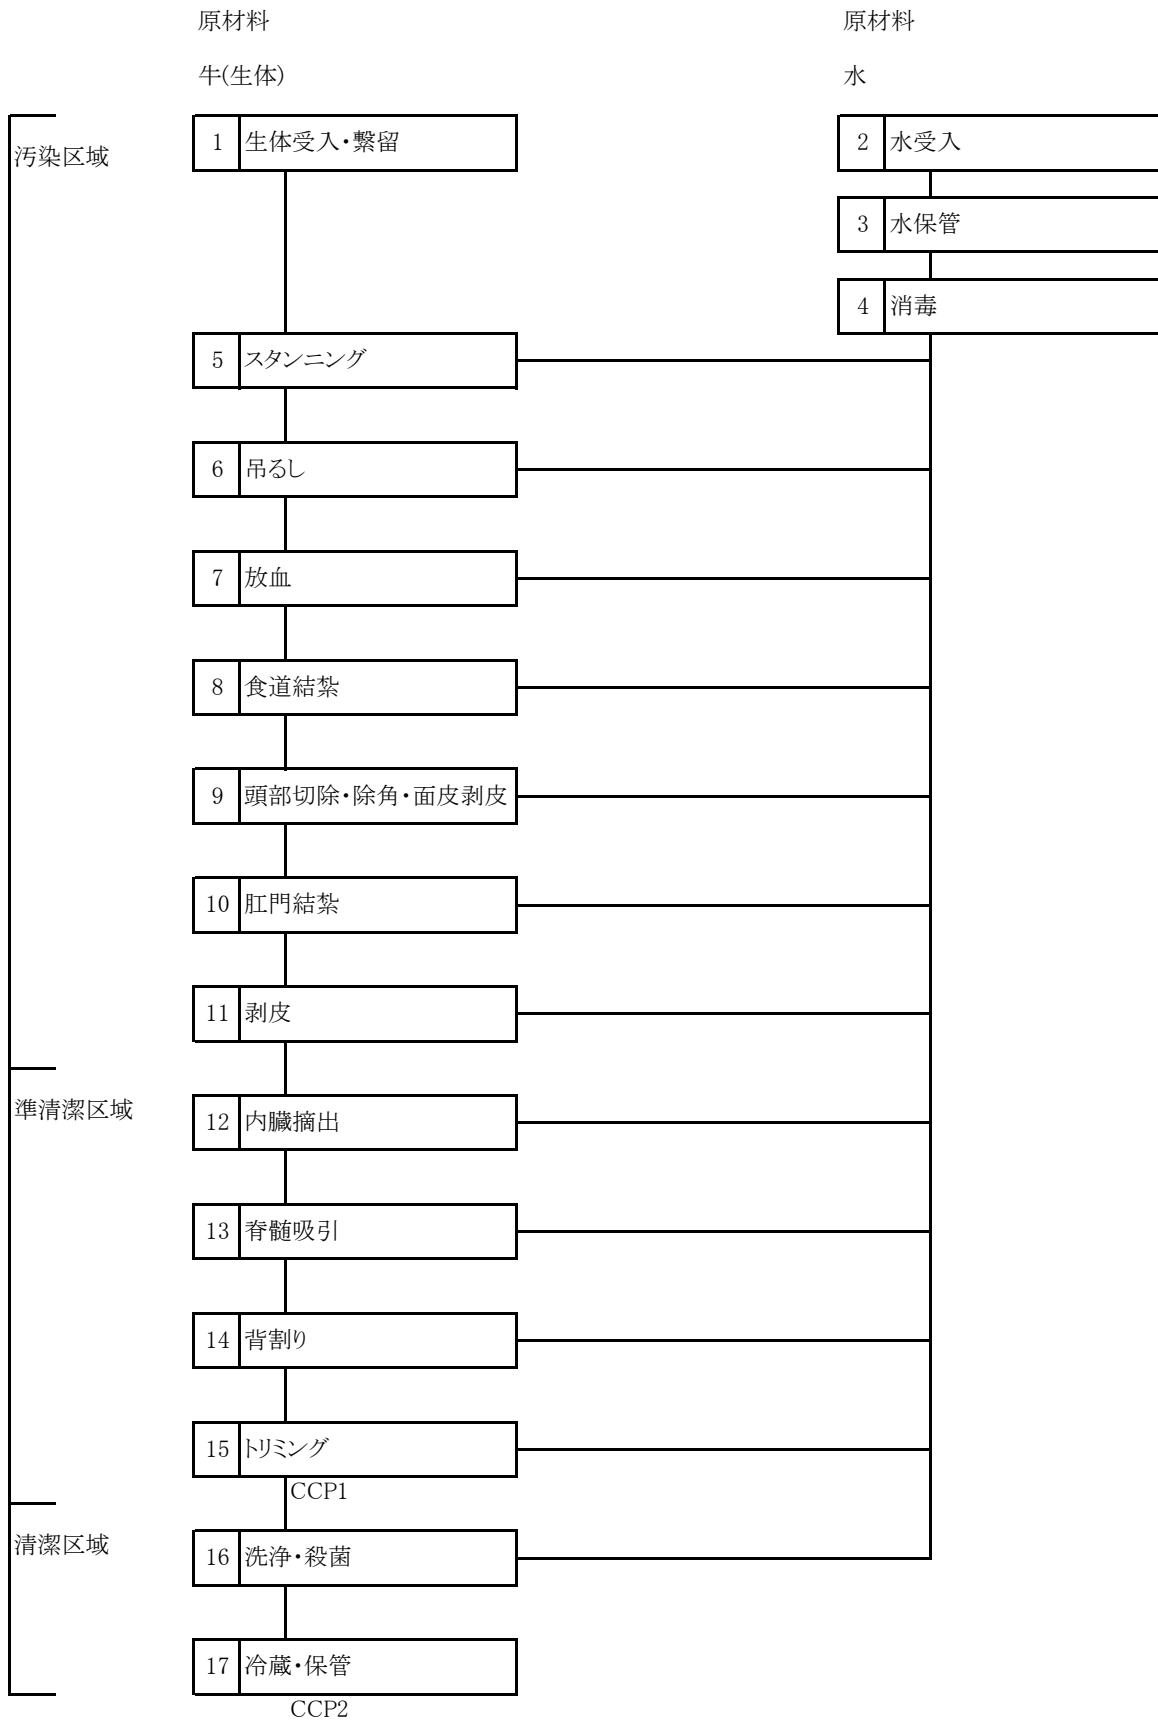 原材料
原材料
牛(生体)
水
汚染区域
1 生体受入・繋留
2 水受入
3 水保管
4 消毒
5 スタンニング
6 吊るし
7 放血
8 食道結紮
9 頭部切除・除角・面皮剥皮
10 肛門結紮
11 剥皮
準清潔区域
12 内臓摘出
13 脊髄吸引
14 背割り
15 トリミング
CCP1
清潔区域
16 洗浄・殺菌
17 冷蔵・保管
CCP2